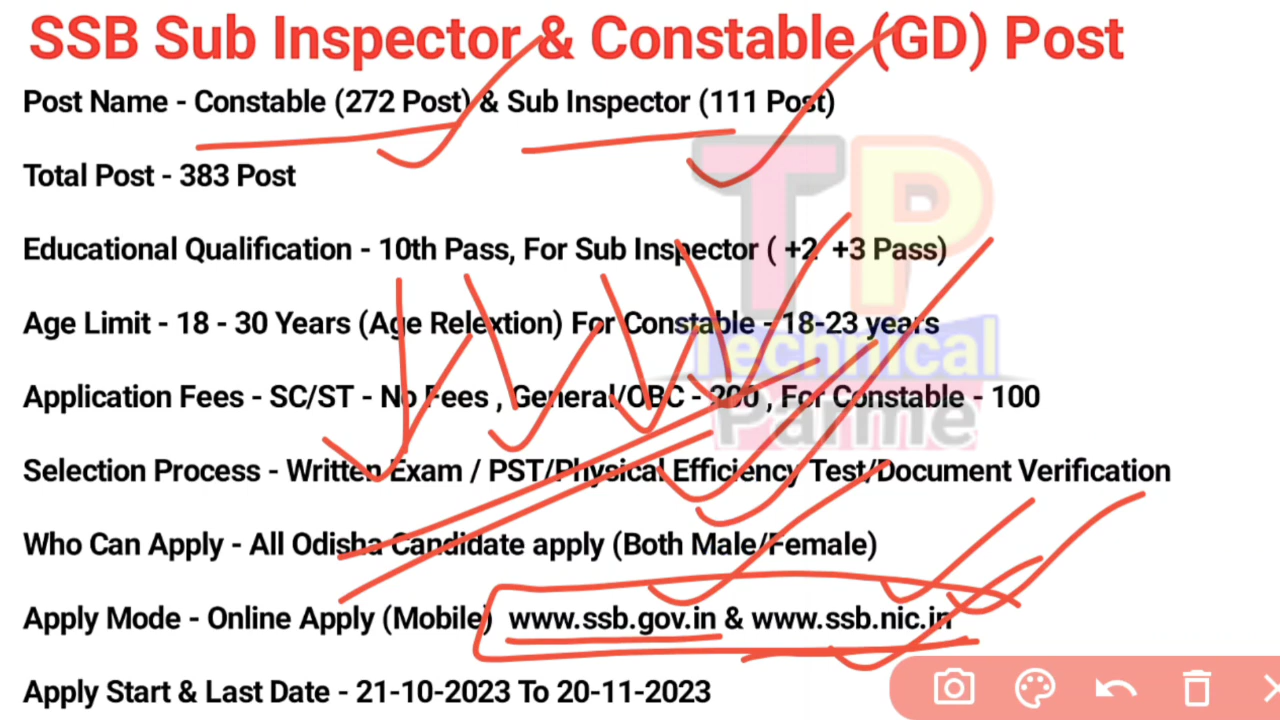 SSB Sub Inspector & Constable (GD) Post
Post Name - Constable (272 Post) & Sub Inspector (111 Post)
Total Post - 383 Post
Educational Qualification - 10th Pass, For Sub Inspector ( +2 +3 Pass)
Age Limit - 18 - 30 Years (Age Relextion) For Constable - 18-23 years
Application Fees - SC/ST - No Fees , General/OBC - 200 , For Constable - 100
Selection Process - Written Exam / PST/Physical Efficiency Test/Document Verification
Who Can Apply - All Odisha Candidate apply (Both Male/Female)
Apply Mode - Online Apply (Mobile) www.ssb.gov.in & www.ssb.nic.in
Apply Start & Last Date - 21-10-2023 To 20-11-2023
TP
Technical
Parme